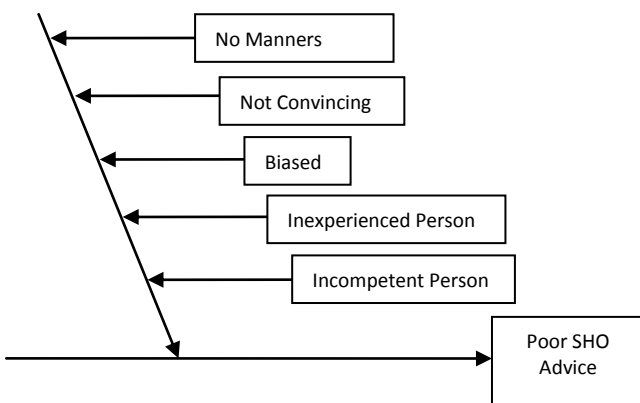 No Manners
Not Convincing
Biased
Inexperienced Person
Incompetent Person
Poor SHO
Advice